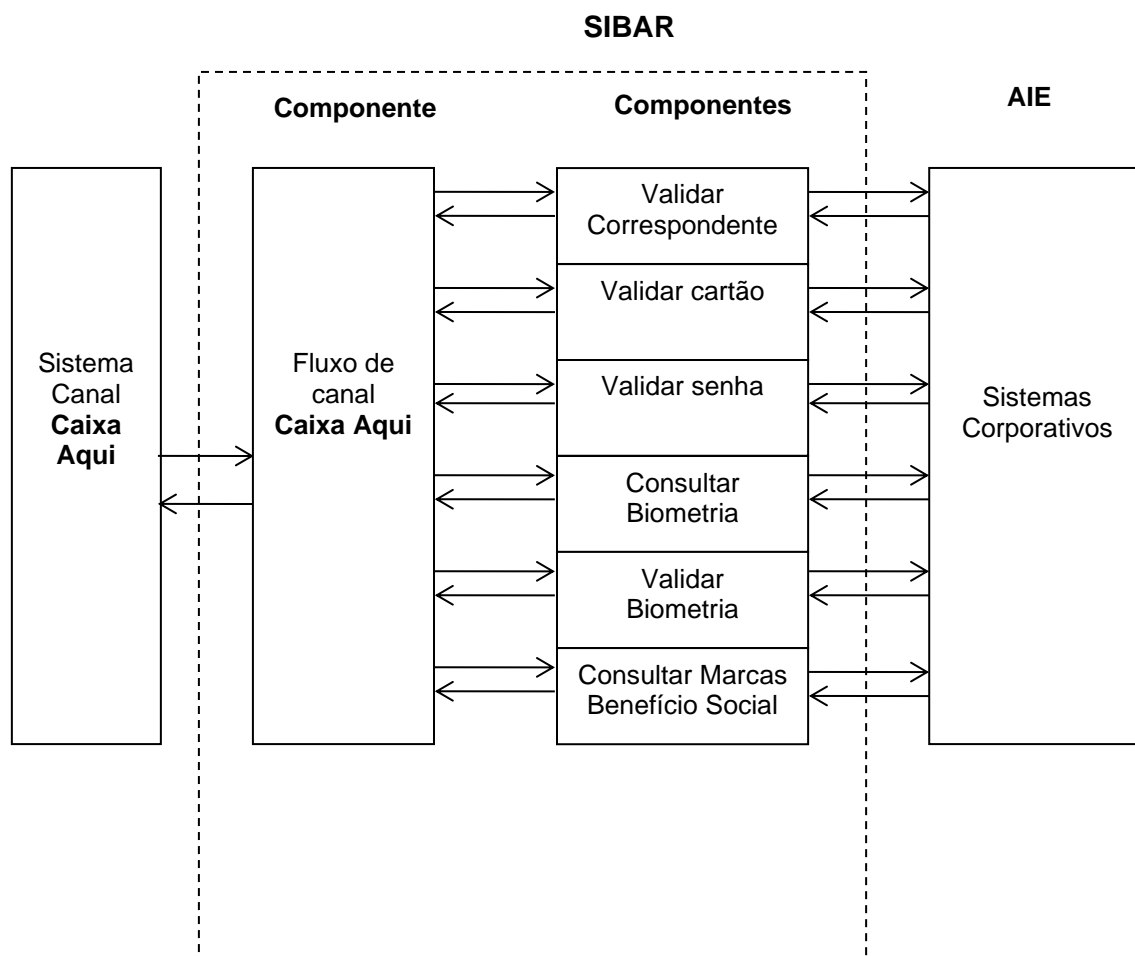 SIBAR
Componente
Componentes
AIE
Sistema
Canal
Caixa
Aqui
Fluxo de
canal
Caixa Aqui
Validar
Correspondente
Validar cartão
Validar senha
Consultar
Biometria
Validar
Biometria
Consultar Marcas
Benefício Social
Sistemas
Corporativos